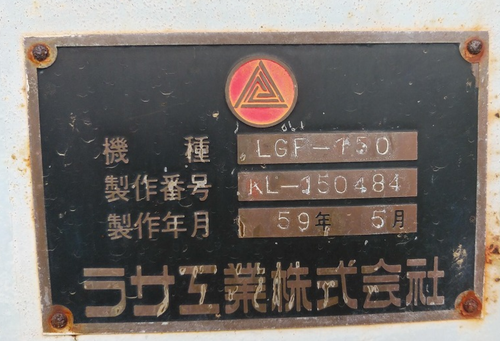 機種 LGF-150
製作番号 KL-150484
製作年月 59年 5月
ラサ工業株式会社